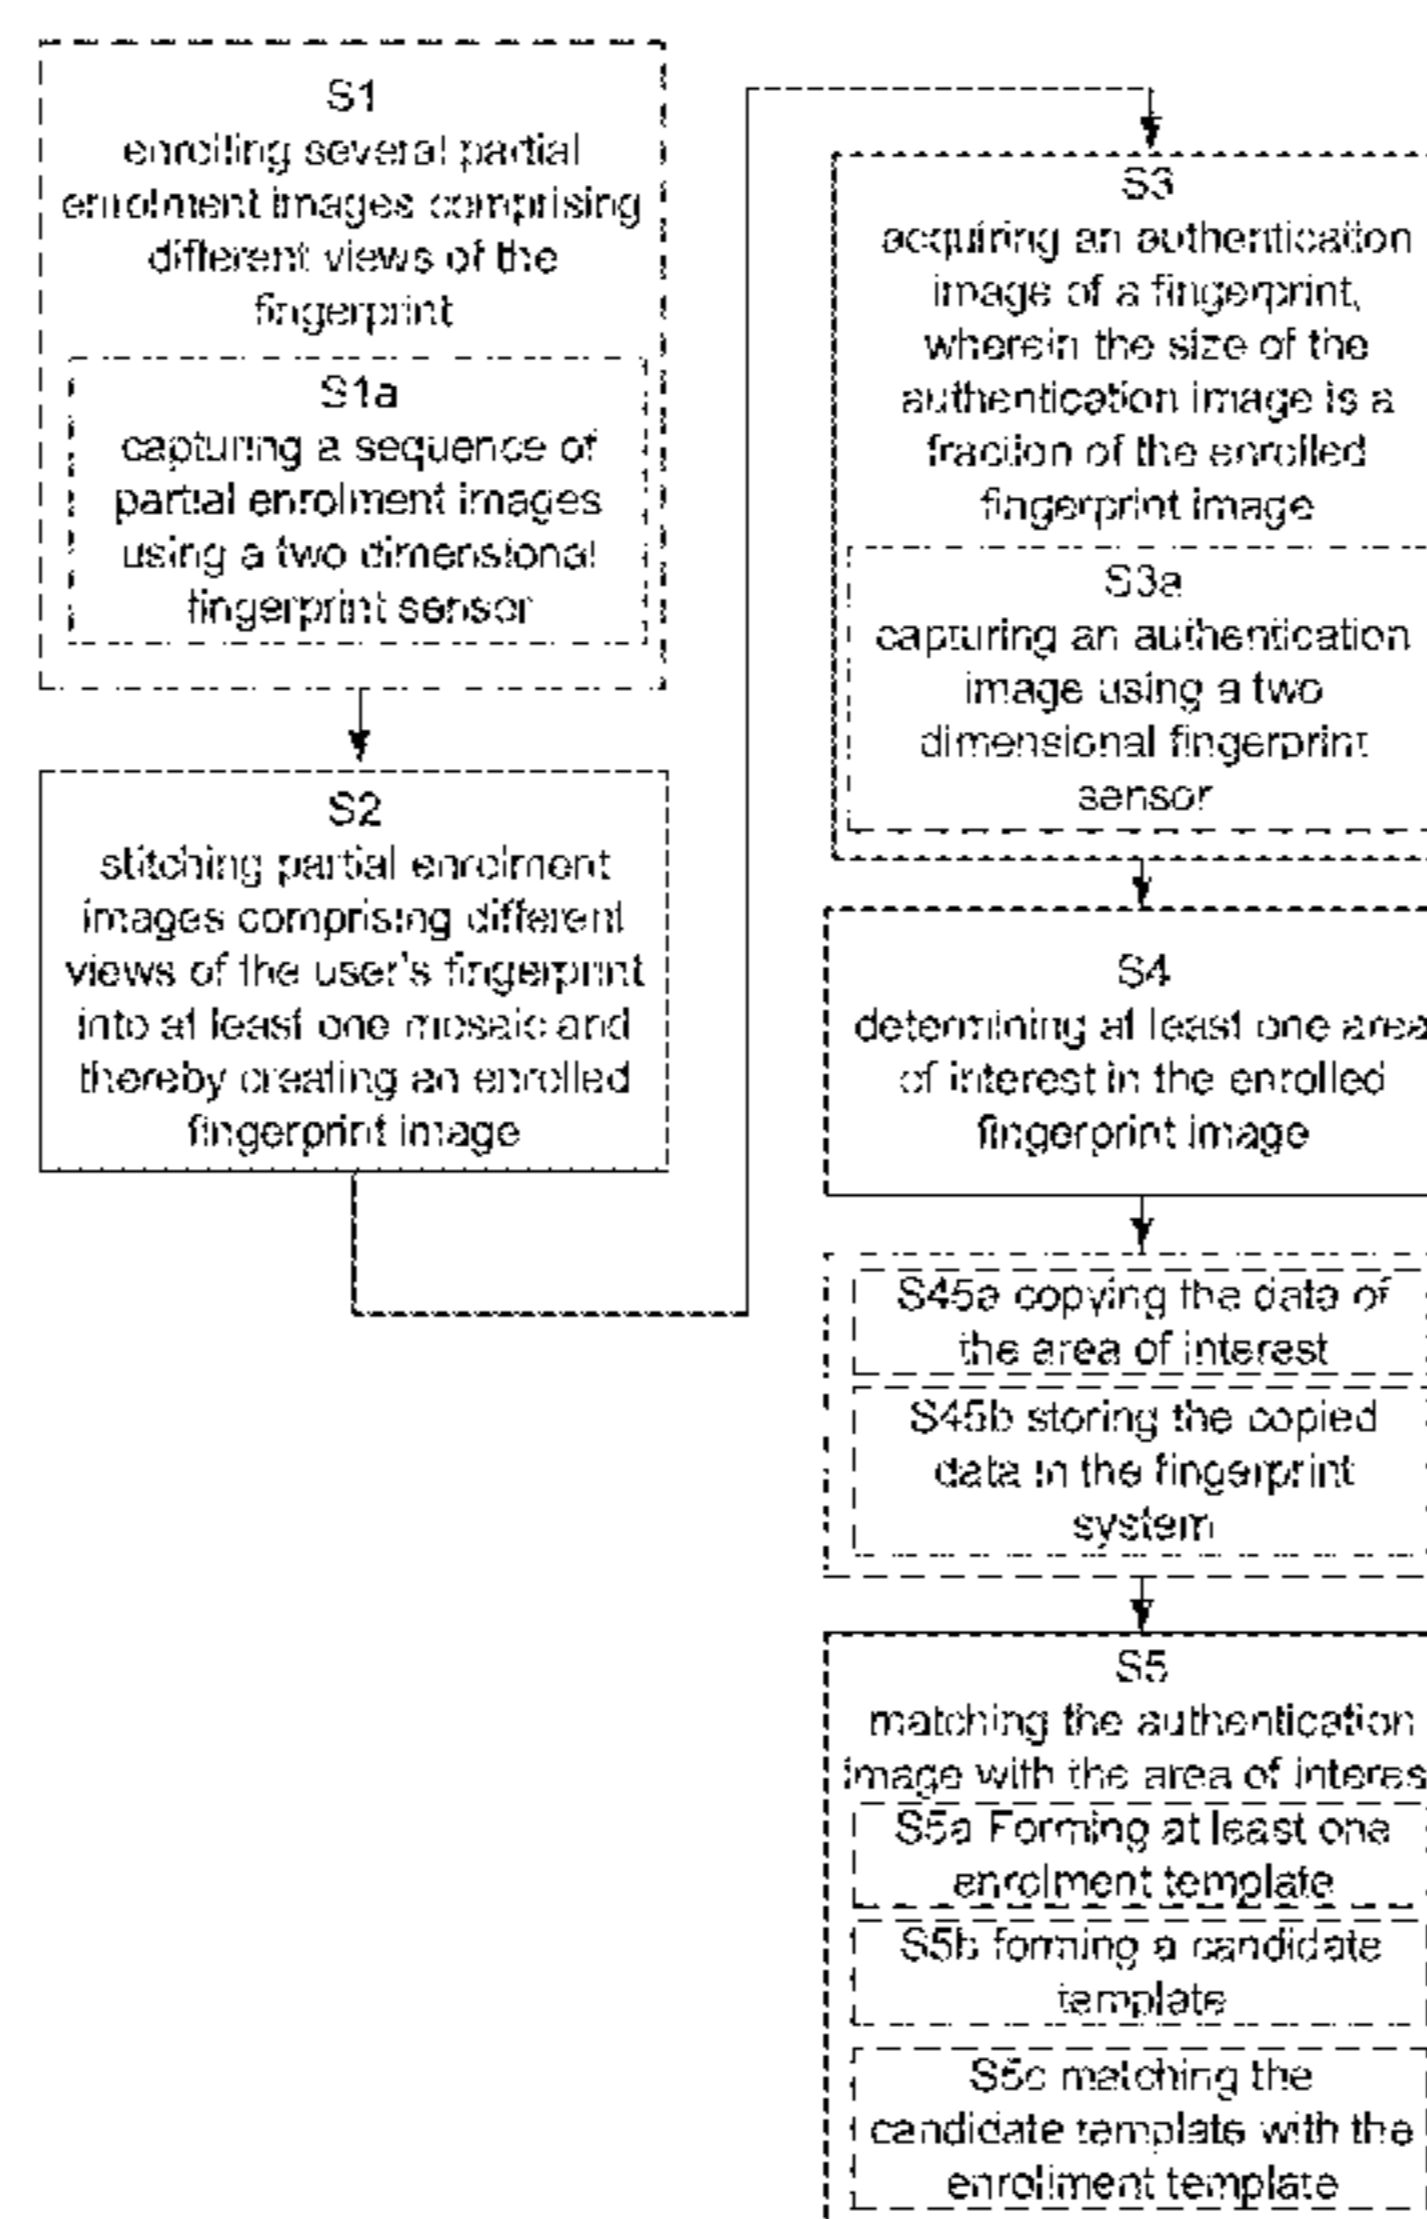 S1
enrolling several partial
enrolment images comprising
different views of the
fingerprint
S1a
capturing a sequence of
partial enrolment images
using a two dimensional
fingerprint sensor
S2
stitching partial enrolment
images comprising different
views of the user's fingerprint
into at least one mosaic and
thereby creating an enrolled
fingerprint image
S3
acquiring an authentication
image of a fingerprint,
wherein the size of the
authentication image is a
fraction of the enrolled
fingerprint image
S3a
capturing an authentication
image using a two
dimensional fingerprint
sensor
S4
determining at least one area
of interest in the enrolled
fingerprint image
S45a copying the data of
the area of interest
S45b storing the copied
data in the fingerprint
system
S5
matching the authentication
image with the area of interes
S5a Forming at least one
enrolment template
S5b forming a candidate
template
S5c matching the
candidate template with the
enrollment template